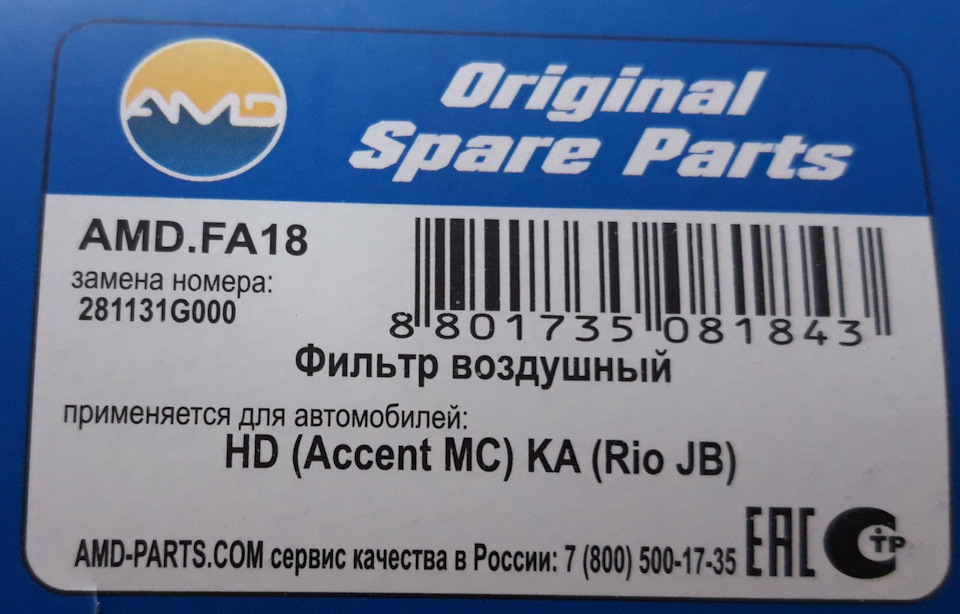 AMD
Original
Spare Parts
AMD.FA18
замена номера:
281131G000
8 801735 081843
Фильтр воздушный
применяется для автомобилей:
HD (Accent MC) KA (Rio JB)
AMD-PARTS.COM сервис качества в России: 7 (800) 500-17-35
EAC
тр